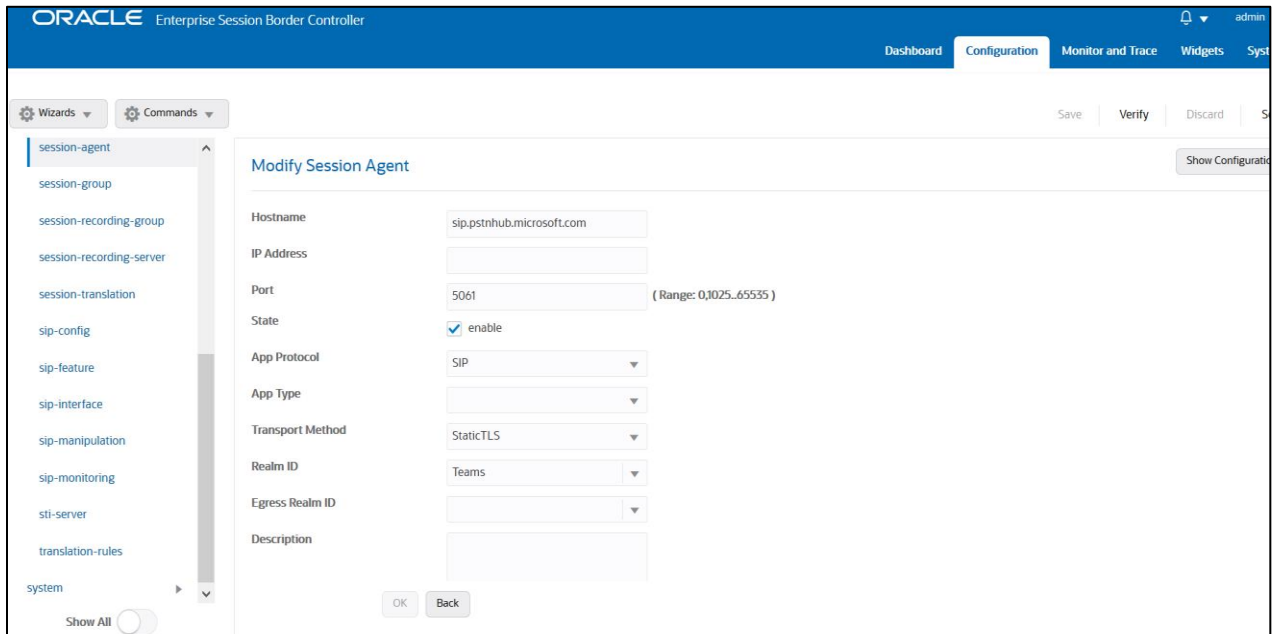 ORACLE Enterprise Session Border Controller
admin
Dashboard Configuration Monitor and Trace Widgets Syst
Wizards Commands
Save Verify Discard
session-agent
session-group
session-recording-group
session-recording-server
session-translation
sip-config
sip-feature
sip-interface
sip-manipulation
sip-monitoring
sti-server
translation-rules
system
Show All
Modify Session Agent
Show Configuratio
Hostname sip.pstnhub.microsoft.com
IP Address
Port 5061 ( Range: 0,1025..65535 )
State enable
App Protocol SIP
App Type
Transport Method StaticTLS
Realm ID Teams
Egress Realm ID
Description
OK Back